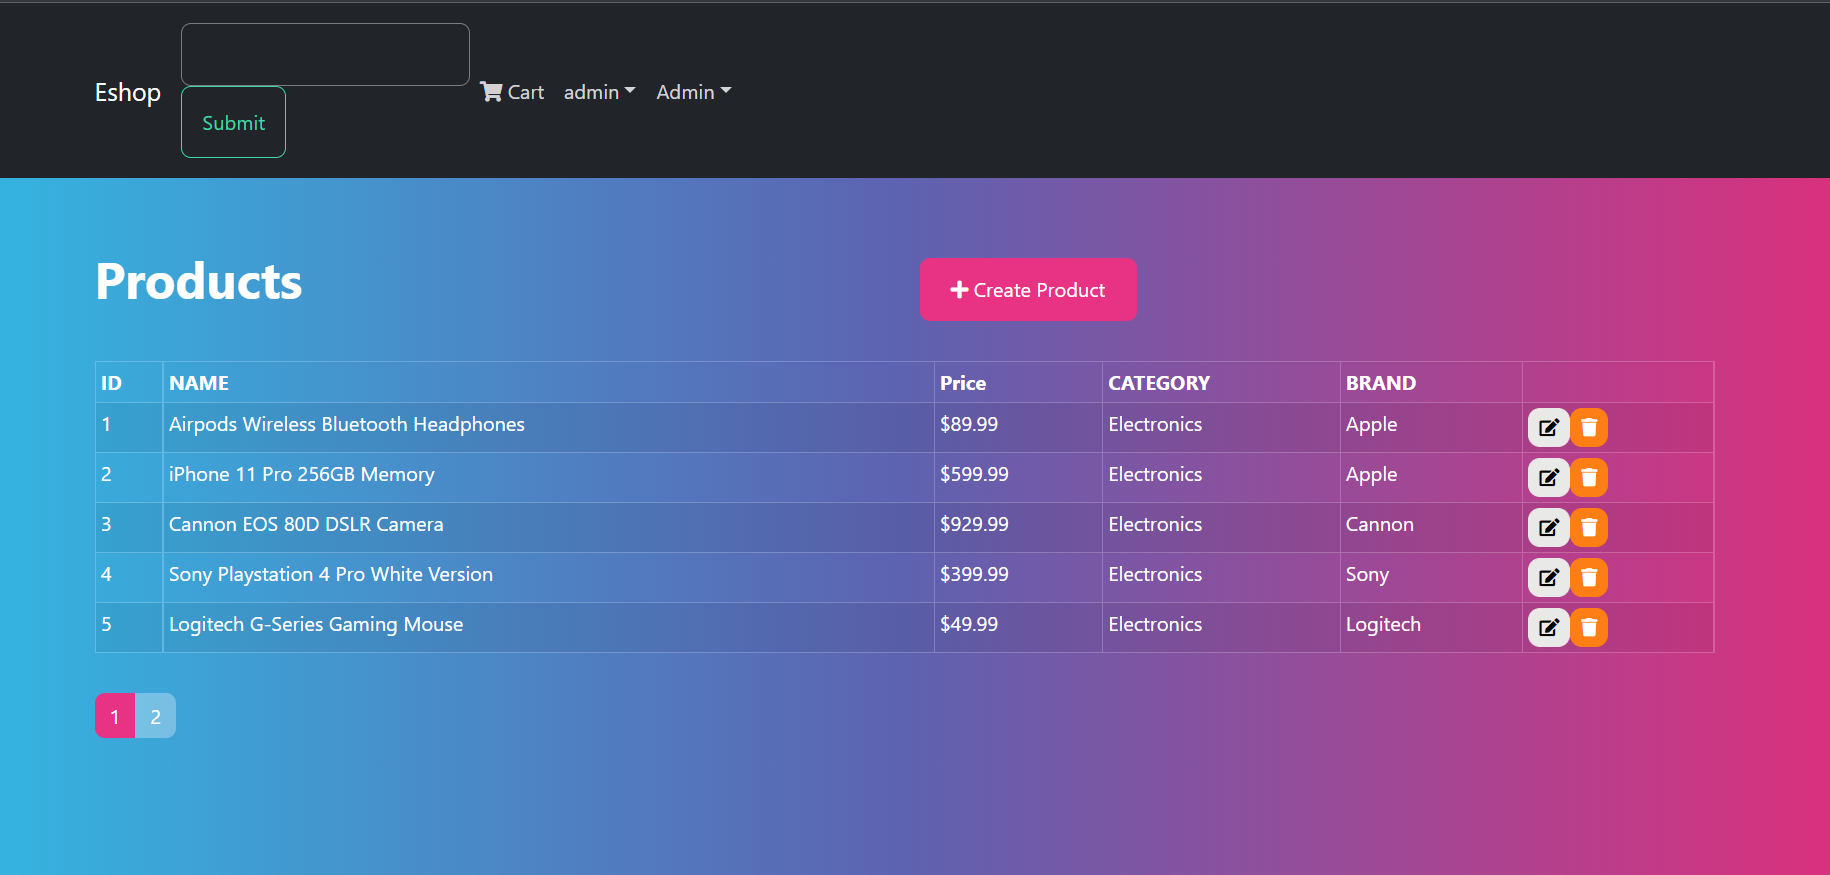 Eshop
Submit
Cart admin Admin
Products
Create Product
ID NAME Price CATEGORY BRAND
1 Airpods Wireless Bluetooth Headphones $89.99 Electronics Apple
2 iPhone 11 Pro 256GB Memory $599.99 Electronics Apple
3 Cannon EOS 80D DSLR Camera $929.99 Electronics Cannon
4 Sony Playstation 4 Pro White Version $399.99 Electronics Sony
5 Logitech G-Series Gaming Mouse $49.99 Electronics Logitech
1 2